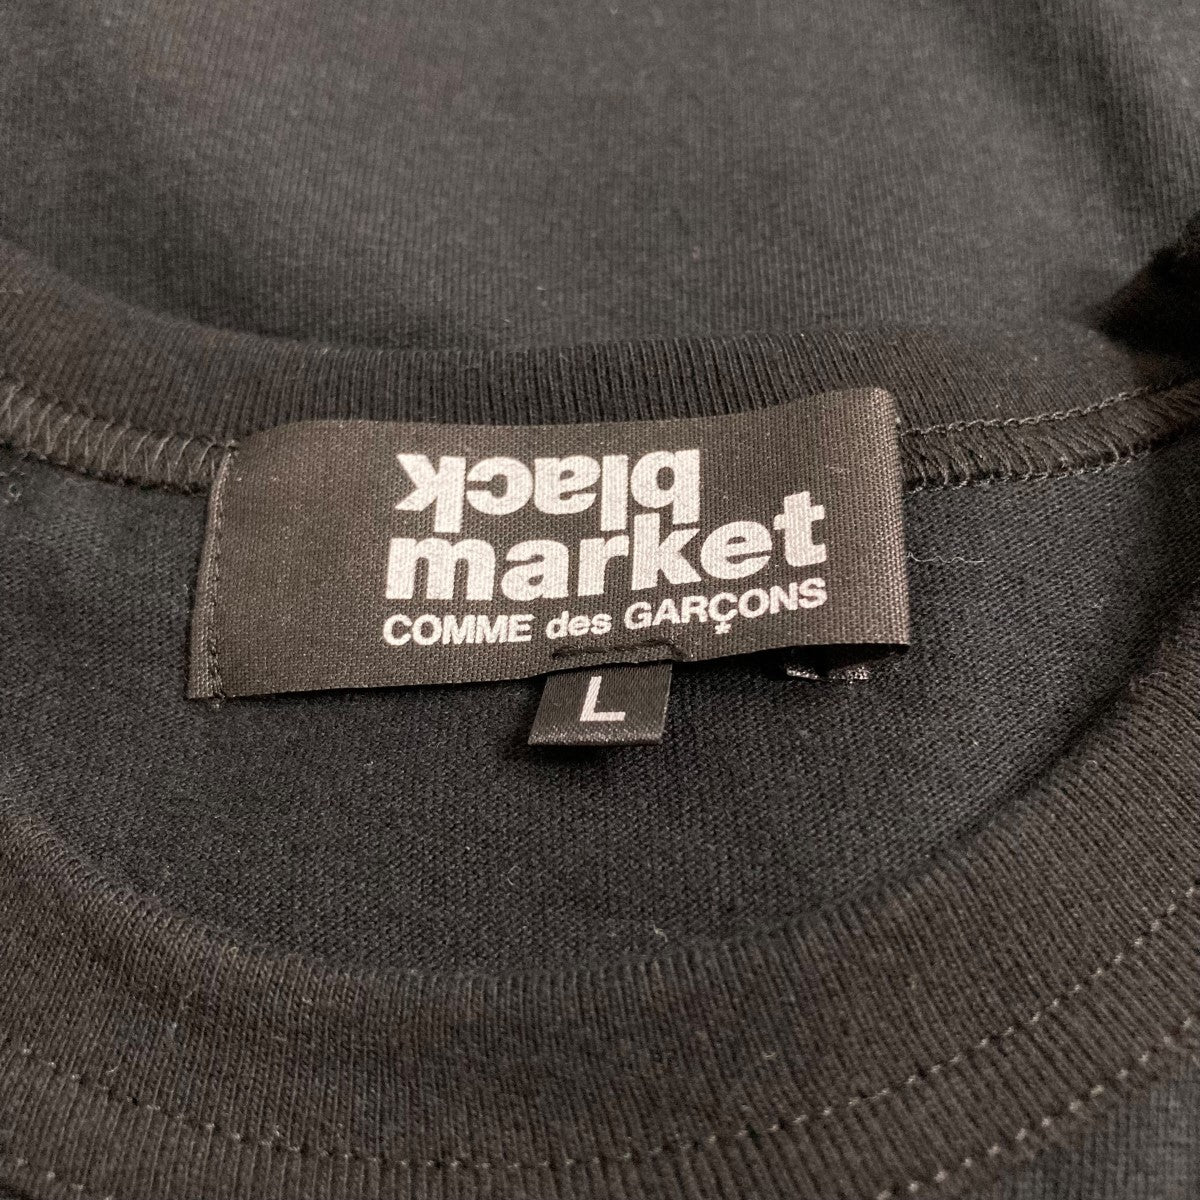 black
market
COMME des GARÇONS
L